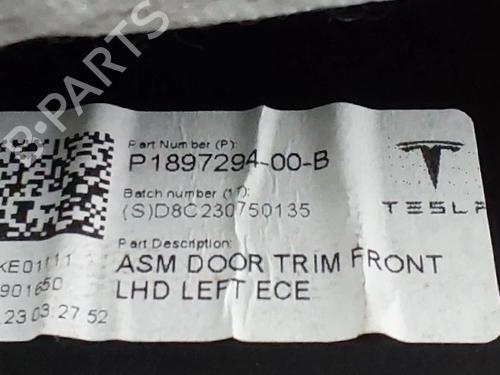 B-PARTS
Part Number (P):
P1897294-00-B
Batch number (1T):
(S)D8C230750135
Part Description:
ASM DOOR TRIM FRONT
LHD LEFT ECE
TESLA
KE01111
901650
.23 03:27 52